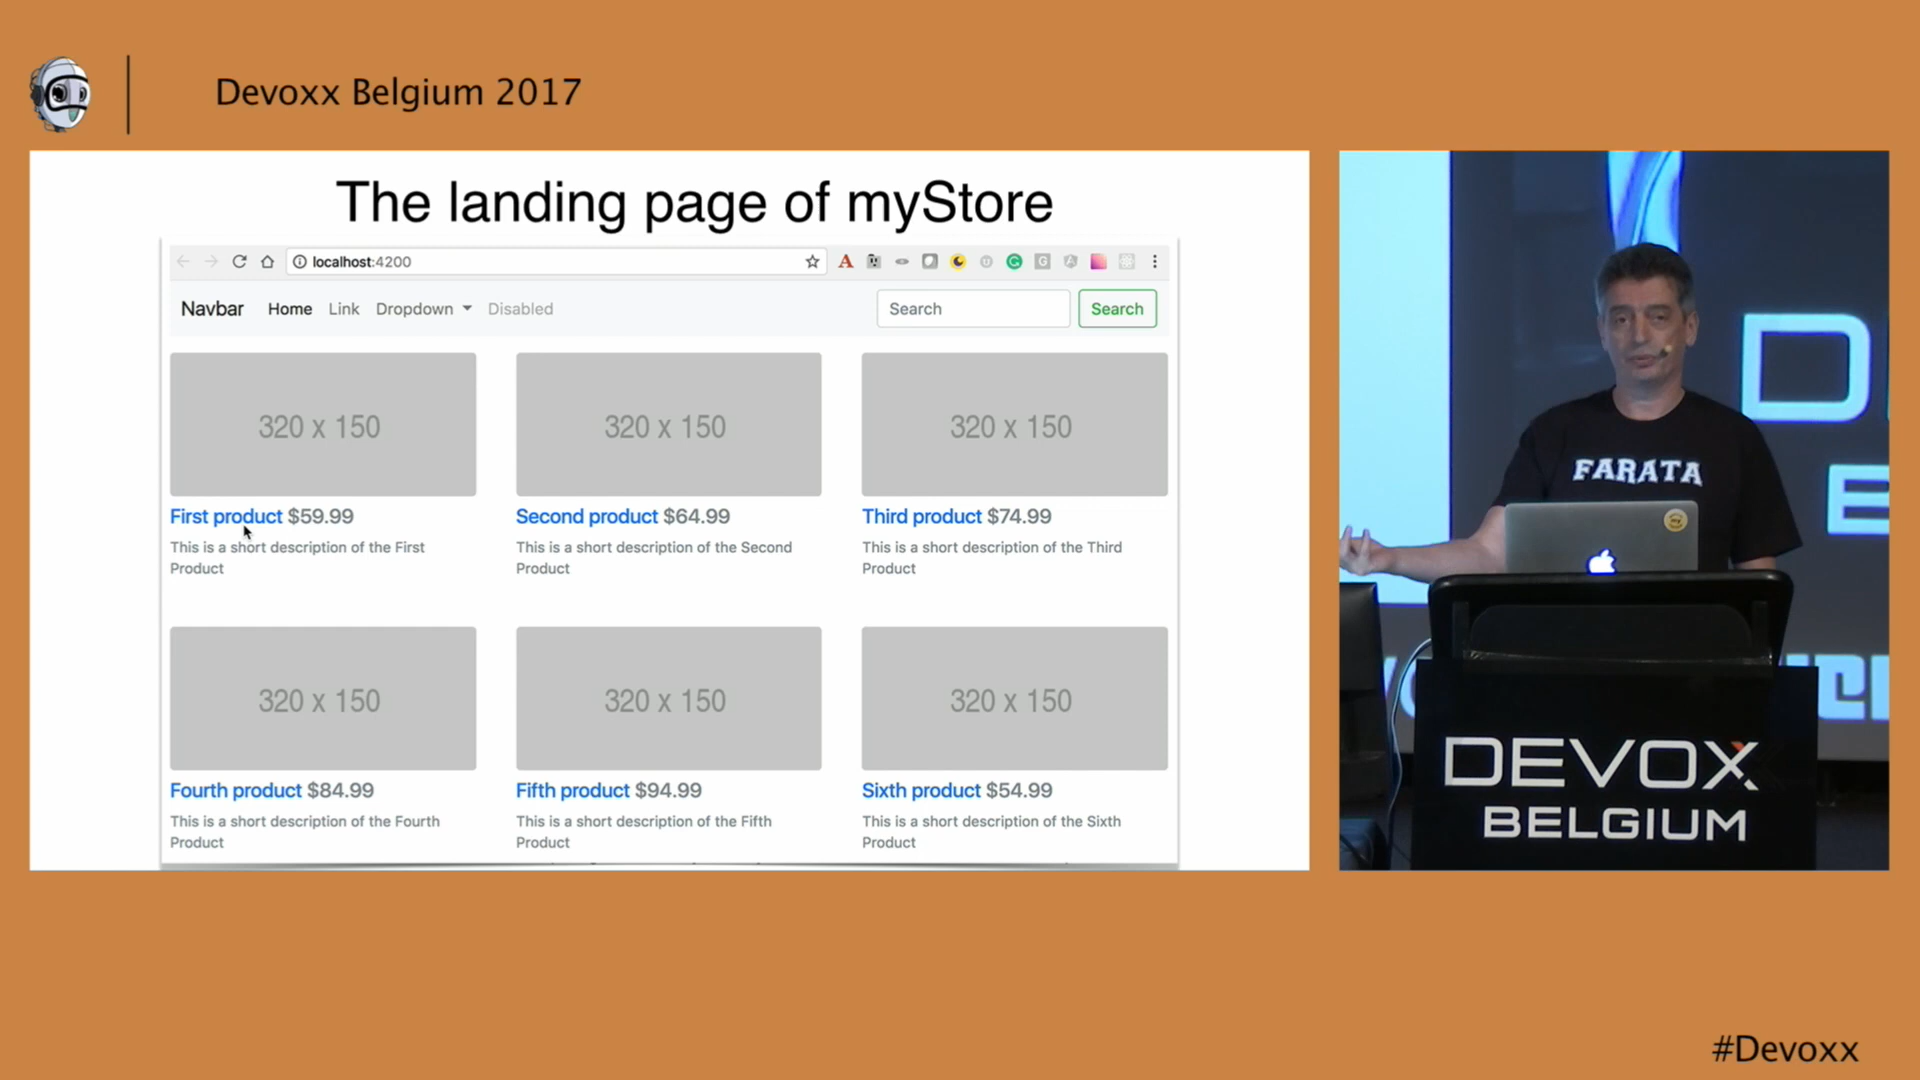 Devoxx Belgium 2017
The landing page of myStore
localhost:4200
Navbar Home Link Dropdown Disabled Search Search
320 x 150 320 x 150 320 x 150
First product $59.99 Second product $64.99 Third product $74.99
This is a short description of the First Product
This is a short description of the Second Product
This is a short description of the Third Product
320 x 150 320 x 150 320 x 150
Fourth product $84.99 Fifth product $94.99 Sixth product $54.99
This is a short description of the Fourth Product
This is a short description of the Fifth Product
This is a short description of the Sixth Product
FARATA
DEVOXX
BELGIUM
#Devoxx